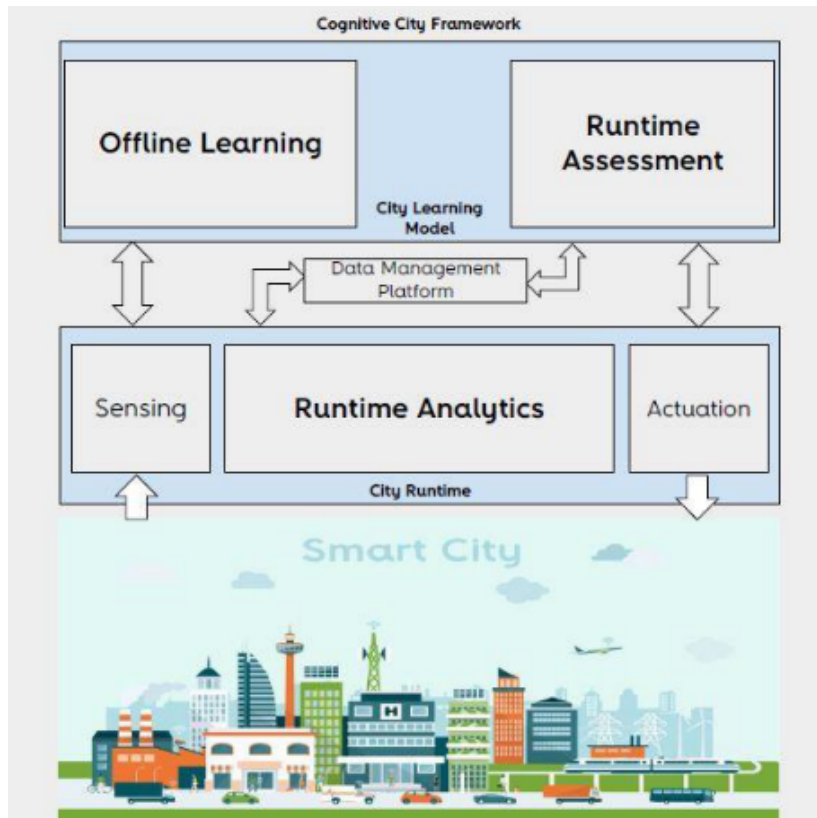 Cognitive City Framework
Offline Learning
Runtime
Assessment
City Learning
Model
Data Management
Platform
Sensing
Runtime Analytics
Actuation
City Runtime
Smart City
H